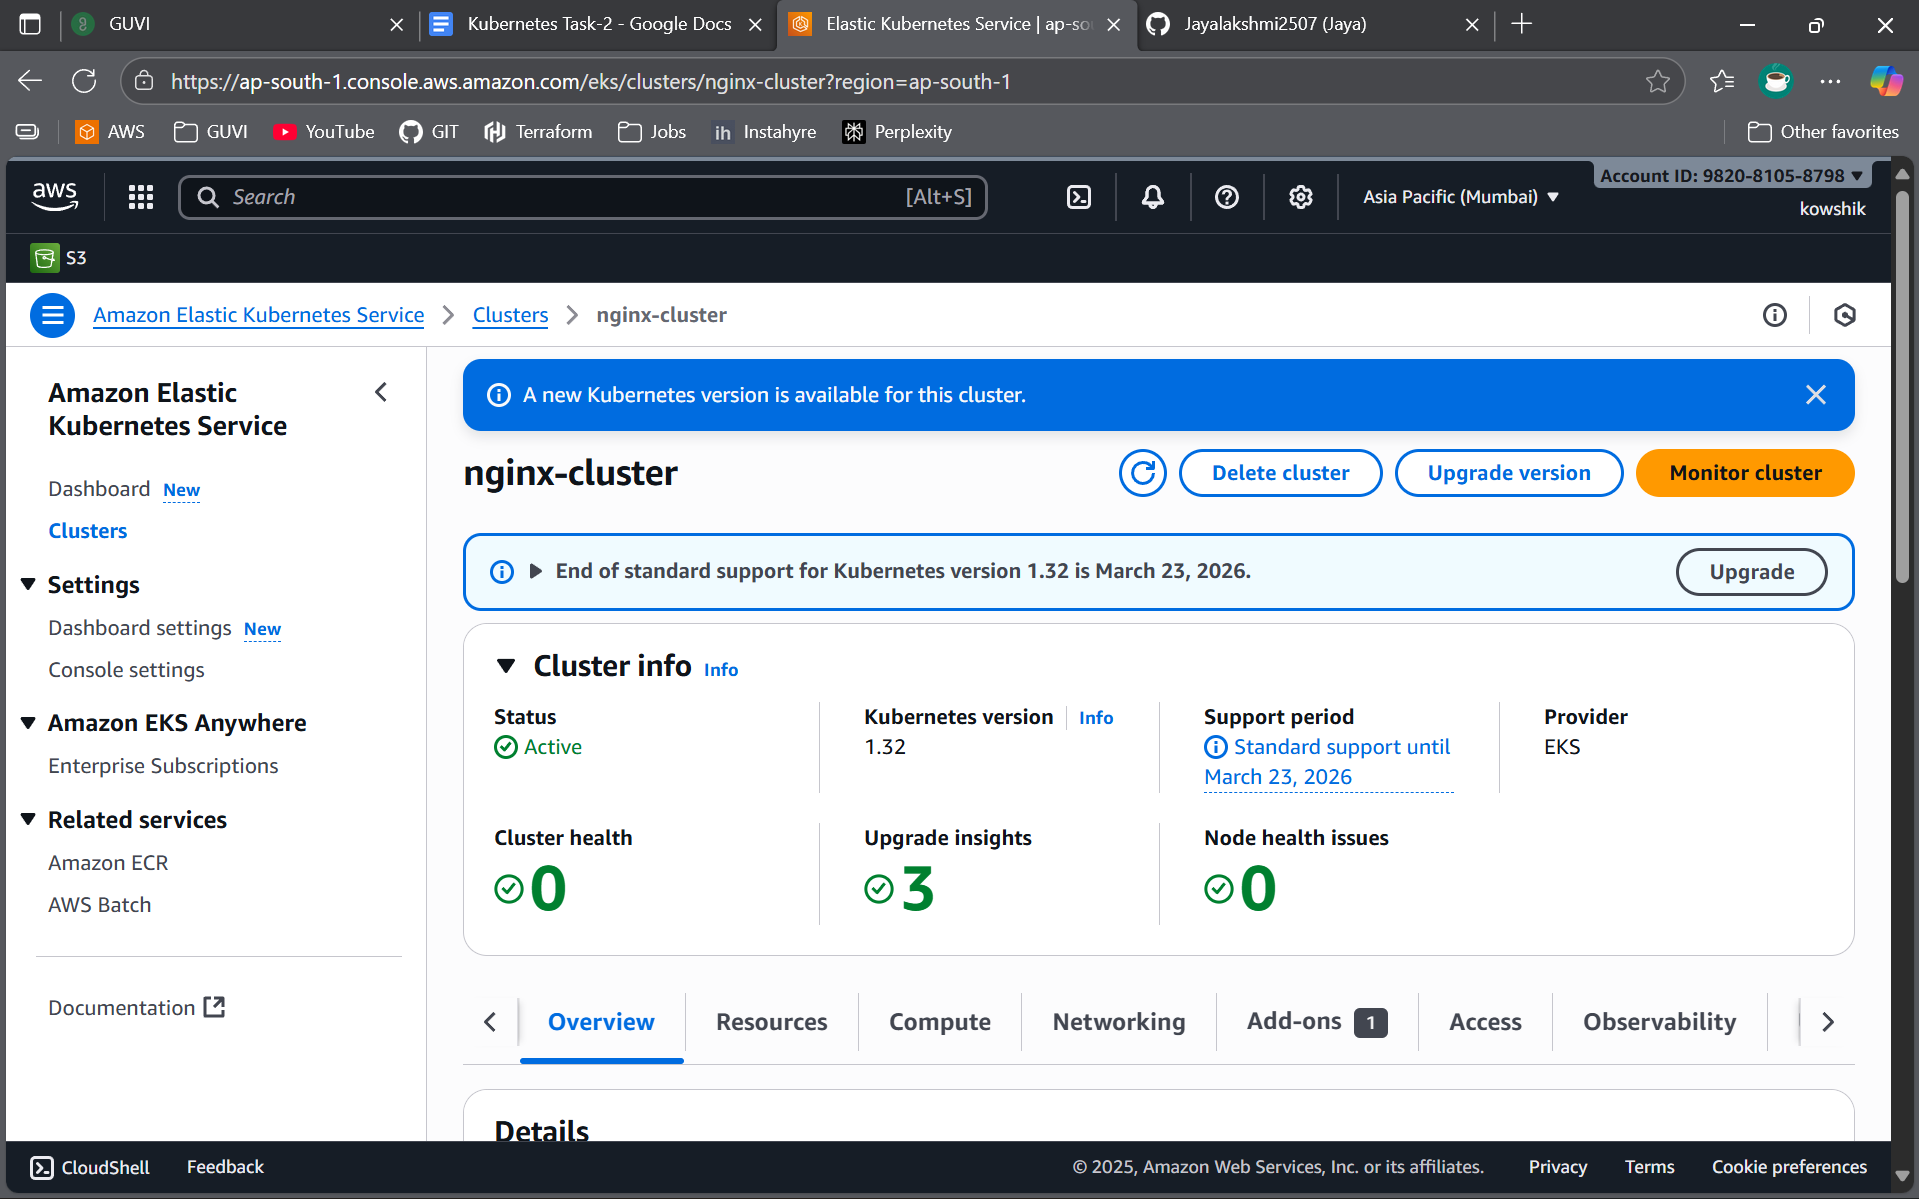 GUVI
Kubernetes Task-2 - Google Docs
Elastic Kubernetes Service | ap-so
Jayalakshmi2507 (Jaya)
https://ap-south-1.console.aws.amazon.com/eks/clusters/nginx-cluster?region=ap-south-1
AWS
GUVI
YouTube
GIT
Terraform
Jobs
ih Instahyre
Perplexity
Other favorites
aws
Search
[Alt+S]
Asia Pacific (Mumbai)
Account ID: 9820-8105-8798
kowshik
S3
Amazon Elastic Kubernetes Service
Clusters
nginx-cluster
Amazon Elastic
Kubernetes Service
Dashboard New
Clusters
Settings
Dashboard settings New
Console settings
Amazon EKS Anywhere
Enterprise Subscriptions
Related services
Amazon ECR
AWS Batch
Documentation
A new Kubernetes version is available for this cluster.
nginx-cluster
Delete cluster
Upgrade version
Monitor cluster
End of standard support for Kubernetes version 1.32 is March 23, 2026.
Upgrade
Cluster info Info
Status
Active
Kubernetes version Info
1.32
Support period
Standard support until
March 23, 2026
Provider
EKS
Cluster health
0
Upgrade insights
3
Node health issues
0
Overview
Resources
Compute
Networking
Add-ons 1
Access
Observability
Details
CloudShell
Feedback
© 2025, Amazon Web Services, Inc. or its affiliates.
Privacy
Terms
Cookie preferences